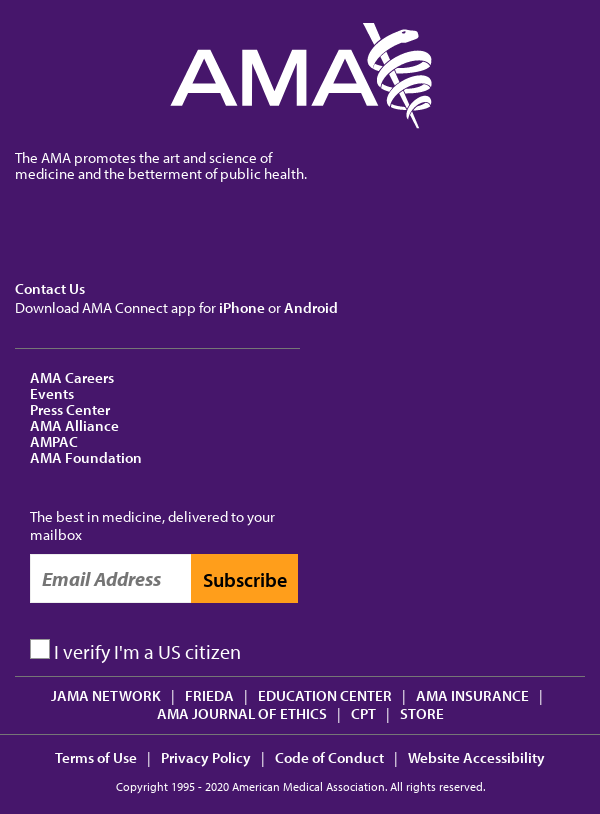 AMA
The AMA promotes the art and science of
medicine and the betterment of public health.
Contact Us
Download AMA Connect app for iPhone or Android
AMA Careers
Events
Press Center
AMA Alliance
AMPAC
AMA Foundation
The best in medicine, delivered to your
mailbox
Email Address Subscribe
I verify I'm a US citizen
JAMA NETWORK | FRIEDA | EDUCATION CENTER | AMA INSURANCE |
AMA JOURNAL OF ETHICS | CPT | STORE
Terms of Use | Privacy Policy | Code of Conduct | Website Accessibility
Copyright 1995 - 2020 American Medical Association. All rights reserved.